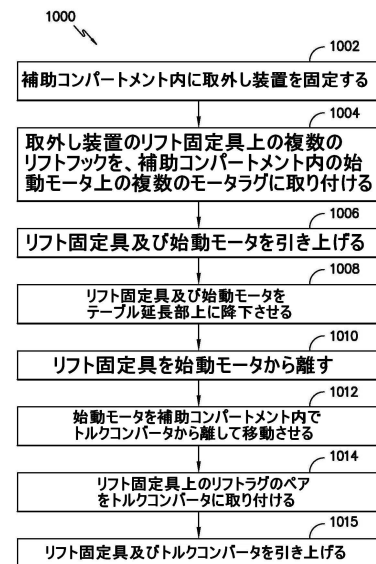 1000
1002
補助コンパートメント内に取外し装置を固定する
1004
取外し装置のリフト固定具上の複数の
リフトフックを、補助コンパートメント内の始
動モータ上の複数のモータラグに取り付ける
1006
リフト固定具及び始動モータを引き上げる
1008
リフト固定具及び始動モータを
テーブル延長部上に降下させる
1010
リフト固定具を始動モータから離す
1012
始動モータを補助コンパートメント内で
トルクコンバータから離して移動させる
1014
リフト固定具上のリフトラグのペア
をトルクコンバータに取り付ける
1015
リフト固定具及びトルクコンバータを引き上げる